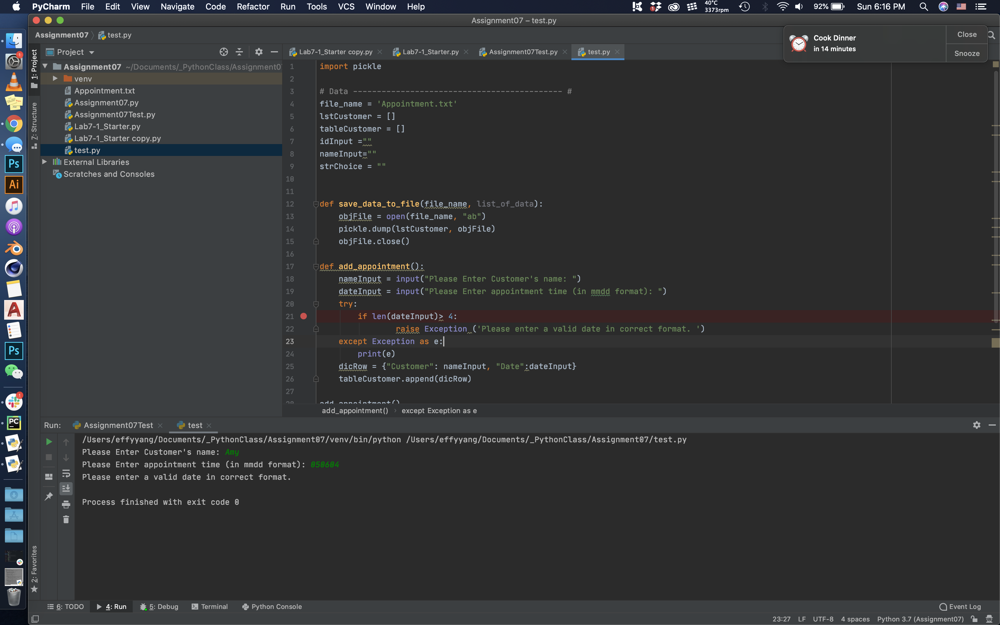 PyCharm File Edit View Navigate Code Refactor Run Tools VCS Window Help
1
40°C
3373rpm
92%
Sun 6:16 PM
Assignment07 – test.py
Assignment07
test.py
Cook Dinner
in 14 minutes
Close
Snooze
1: Project
Z: Structure
2: Favorites
Project
Assignment07 ~/Documents/_PythonClass/Assignment0
venv
Appointment.txt
Assignment07.py
Assignment07Test.py
Lab7-1_Starter.py
Lab7-1_Starter copy.py
test.py
External Libraries
Scratches and Consoles
1
Ps
Ai
Ps
1
PC
Lab7-1_Starter copy.py
Lab7-1_Starter.py
Assignment07Test.py
test.py
1 import pickle
2
3 # Data -------------------------------------------- #
4 file_name = 'Appointment.txt'
5 lstCustomer = []
6 tableCustomer = []
7 idInput =""
8 nameInput=""
9 strChoice = ""
10
11
12 def save_data_to_file(file_name, list_of_data):
13 objFile = open(file_name, "ab")
14 pickle.dump(lstCustomer, objFile)
15 objFile.close()
16
17 def add_appointment():
18 nameInput = input("Please Enter Customer's name: ")
19 dateInput = input("Please Enter appointment time (in mmdd format): ")
20 try:
21 if len(dateInput)> 4:
22 raise Exception ('Please enter a valid date in correct format. ')
23 except Exception as e:
24 print(e)
25 dicRow = {"Customer": nameInput, "Date":dateInput}
26 tableCustomer.append(dicRow)
27
28 add_appointment()
add_appointment() › except Exception as e
Run: Assignment07Test test
/Users/effyyang/Documents/_PythonClass/Assignment07/venv/bin/python /Users/effyyang/Documents/_PythonClass/Assignment07/test.py
Please Enter Customer's name: Amy
Please Enter appointment time (in mmdd format): 050604
Please enter a valid date in correct format.
Process finished with exit code 0
6: TODO 4: Run 5: Debug Terminal Python Console
Event Log
23:27 LF UTF-8 4 spaces Python 3.7 (Assignment07)